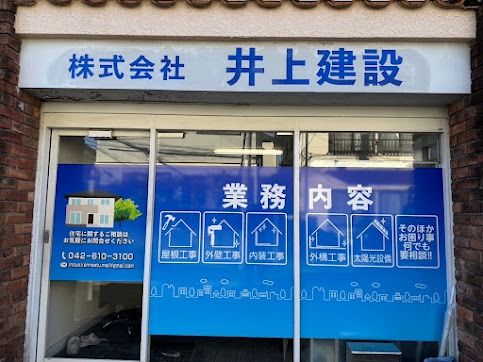 株式会社 井上建設
業務内容
住宅に関するご相談は
お気軽にお問合せください
042-610-3100
屋根工事
外壁工事
内装工事
外構工事
太陽光設備
そのほか
お困り事
何でも
要相談!!